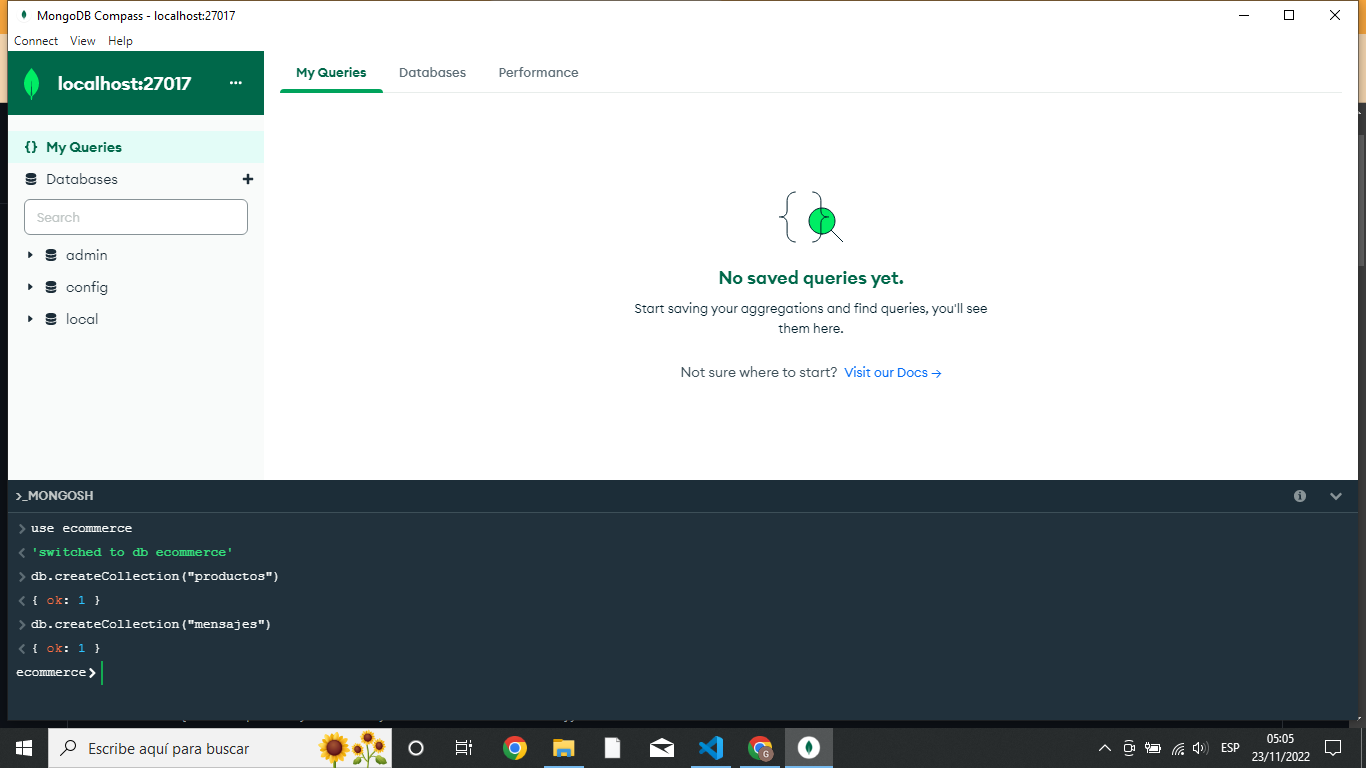 MongoDB Compass - localhost:27017
Connect View Help
localhost:27017 ...
My Queries Databases Performance
{} My Queries
Databases +
Search
admin
config
local
No saved queries yet.
Start saving your aggregations and find queries, you'll see
them here.
Not sure where to start? Visit our Docs →
>_MONGOSH
> use ecommerce
< 'switched to db ecommerce'
> db.createCollection("productos")
< { ok: 1 }
> db.createCollection("mensajes")
< { ok: 1 }
ecommerce>
Escribe aquí para buscar
G
ESP
05:05
23/11/2022